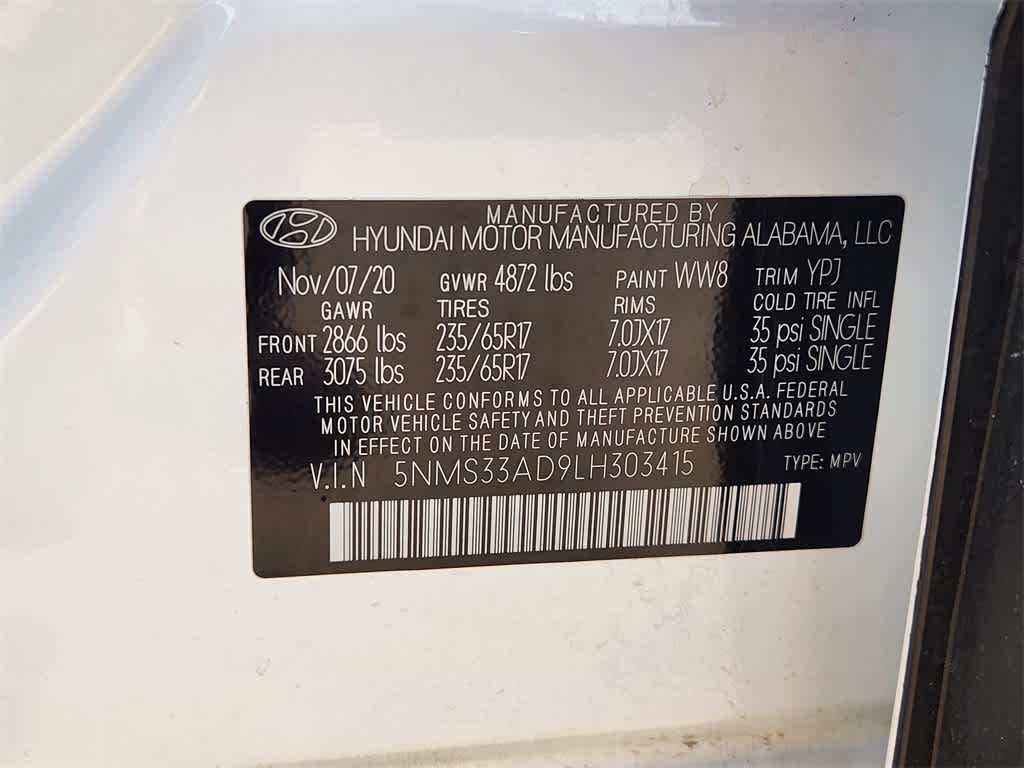 MANUFACTURED BY
HYUNDAI MOTOR MANUFACTURING ALABAMA, LLC
Nov/07/20 GVWR 4872 lbs PAINT WW8 TRIM YPJ
GAWR TIRES RIMS COLD TIRE INFL
FRONT 2866 lbs 235/65R17 7.0JX17 35 psi SINGLE
REAR 3075 lbs 235/65R17 7.0JX17 35 psi SINGLE
THIS VEHICLE CONFORMS TO ALL APPLICABLE U.S.A. FEDERAL
MOTOR VEHICLE SAFETY AND THEFT PREVENTION STANDARDS
IN EFFECT ON THE DATE OF MANUFACTURE SHOWN ABOVE
V.I.N 5NMS33AD9LH303415 TYPE: MPV